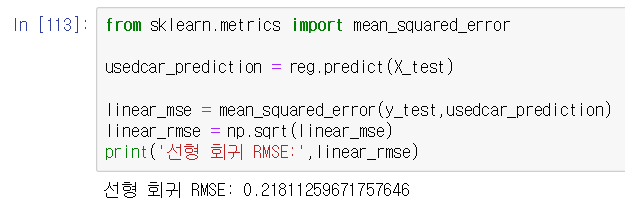 In [113]: from sklearn.metrics import mean_squared_error
usedcar_prediction = reg.predict(X_test)
linear_mse = mean_squared_error(y_test,usedcar_prediction)
linear_rmse = np.sqrt(linear_mse)
print('선형 회귀 RMSE:',linear_rmse)
선형 회귀 RMSE: 0.21811259671757646